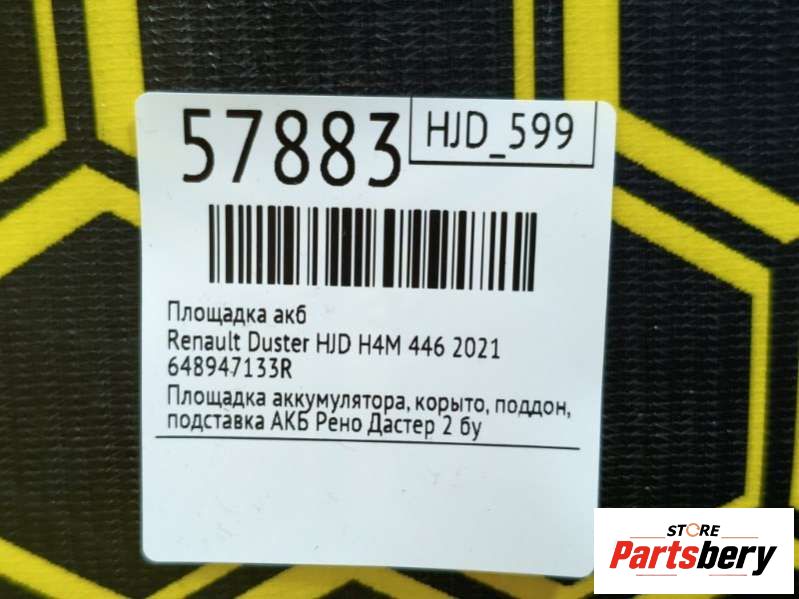 57883
HJD_599
Площадка акб
Renault Duster HJD H4M 446 2021
648947133R
Площадка аккумулятора, корыто, поддон,
подставка АКБ Рено Дастер 2 бу
STORE
Partsbery